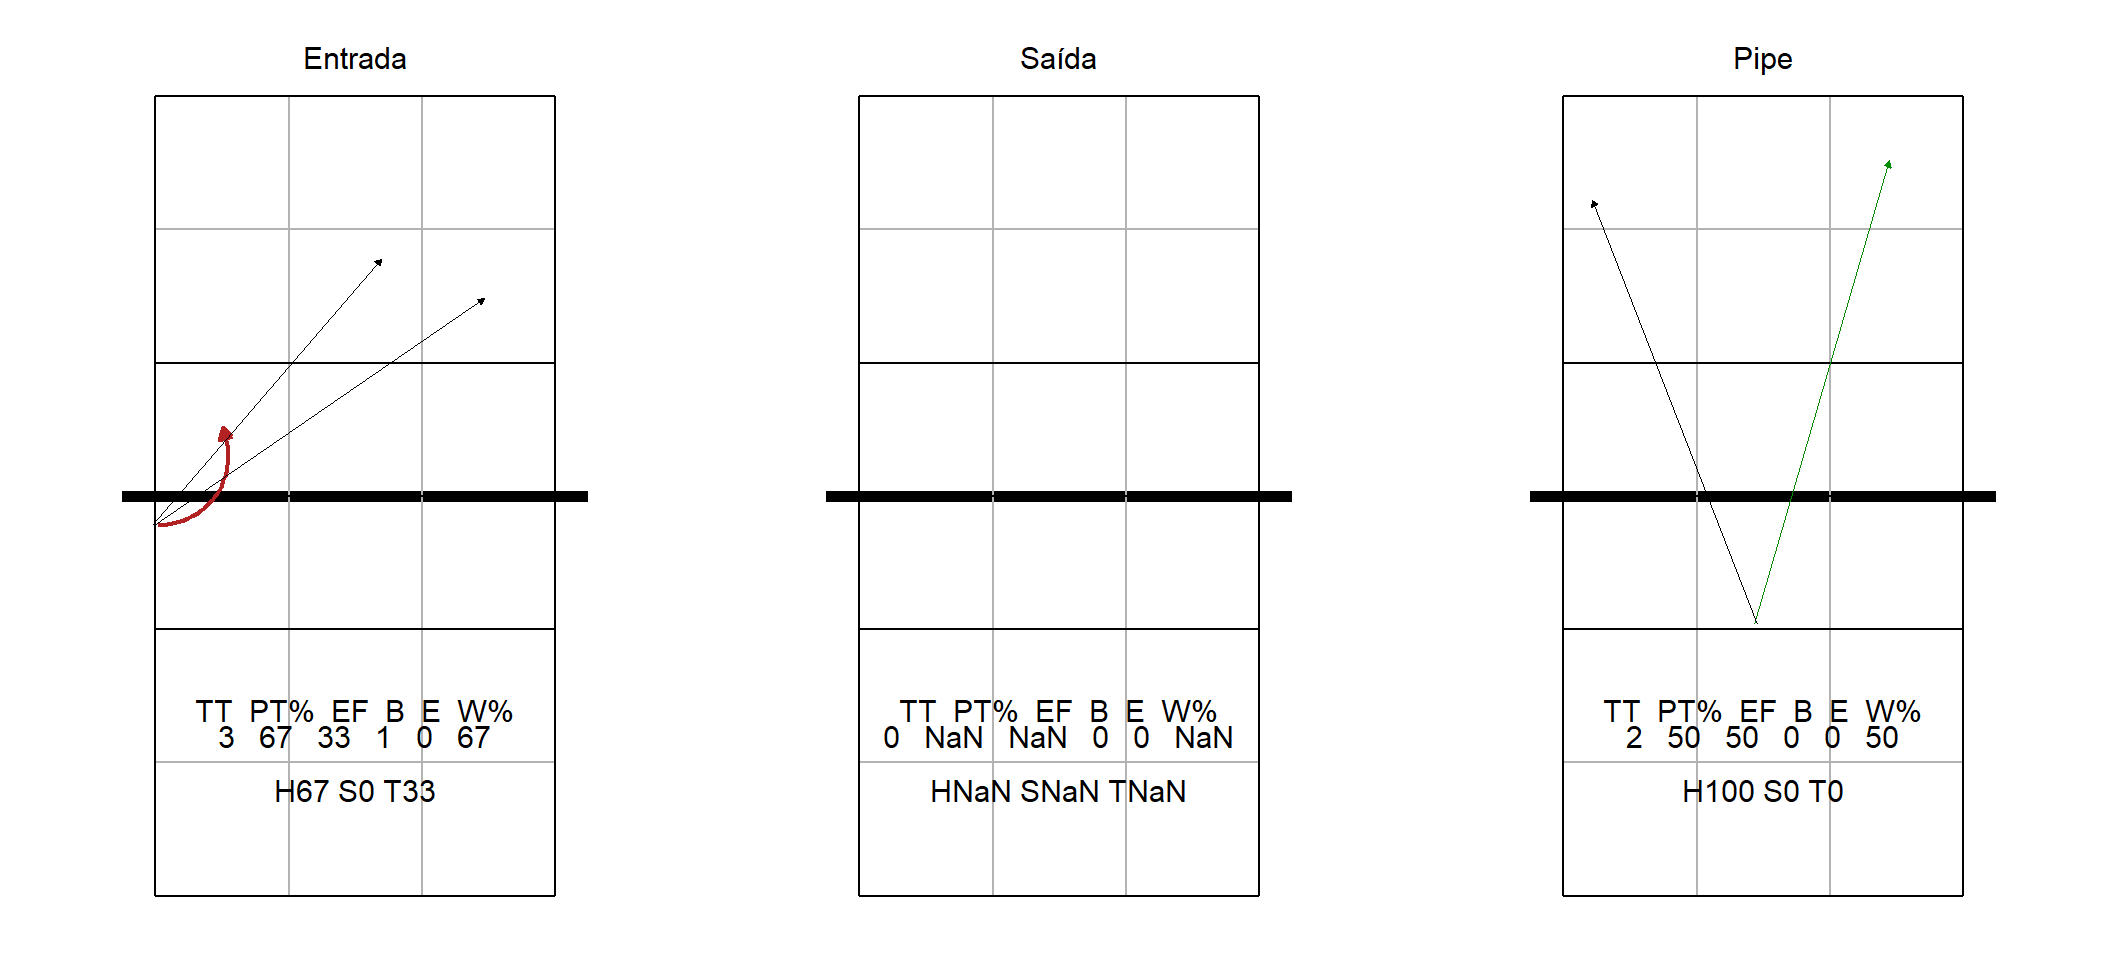 Entrada
TT PT% EF B E W%
3 67 33 1 0 67
H67 S0 T33
Saída
TT PT% EF B E W%
0 NaN NaN 0 0 NaN
HNaN SNaN TNaN
Pipe
TT PT% EF B E W%
2 50 50 0 0 50
H100 S0 T0